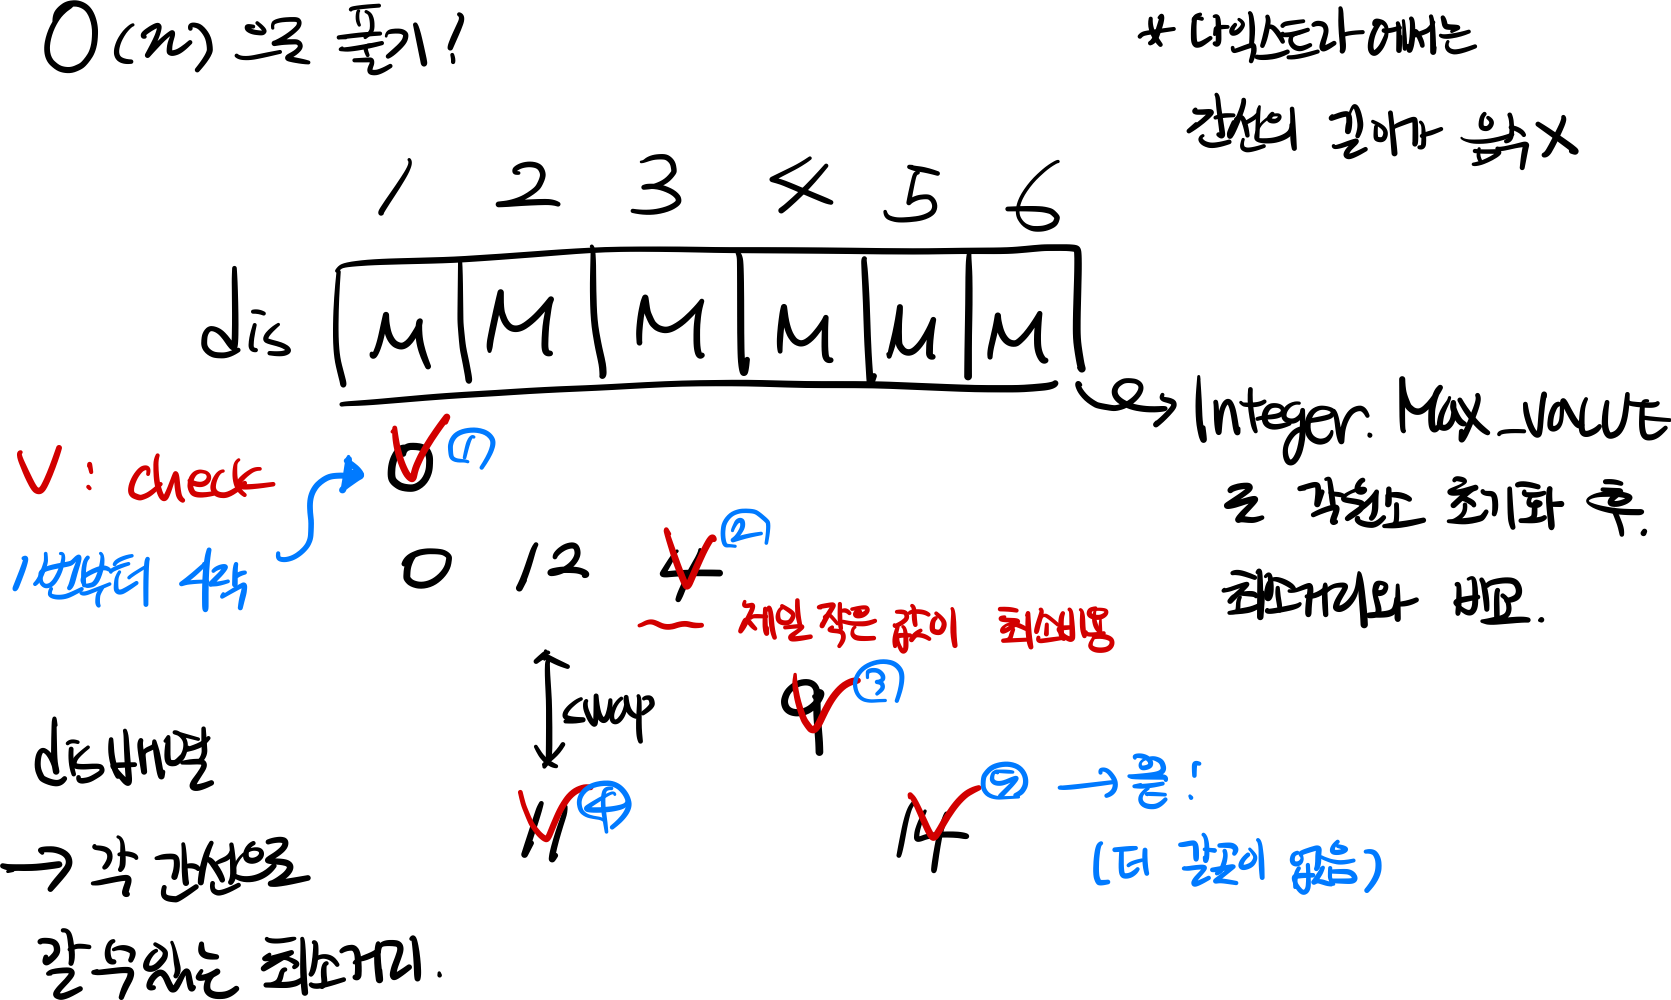 O(n) 으로 풀기!
* 다익스트라에서는
간선의 길이가 음수X
1 2 3 4 5 6
dis M M M M M M
Integer. Max_VALUE
로 각원소 초기화 후.
최소거리와 비교.
V : check
0 ①
1번부터 시작
0 12 4 ②
제일 작은 값이 최소비용
swap
9 ③
11 ④
14 ⑤ → 끝!
(더 갈곳이 없음)
dis배열
→ 각 간선으로
갈 수 있는 최소거리.